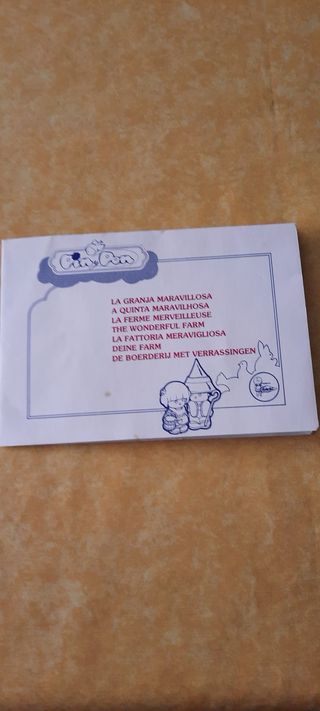 Pin y Pon
LA GRANJA MARAVILLOSA
A QUINTA MARAVILHOSA
LA FERME MERVEILLEUSE
THE WONDERFUL FARM
LA FATTORIA MERAVIGLIOSA
DEINE FARM
DE BOERDERIJ MET VERRASSINGEN